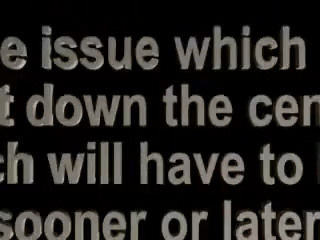 e issue which
t down the cen
ch will have to
sooner or later